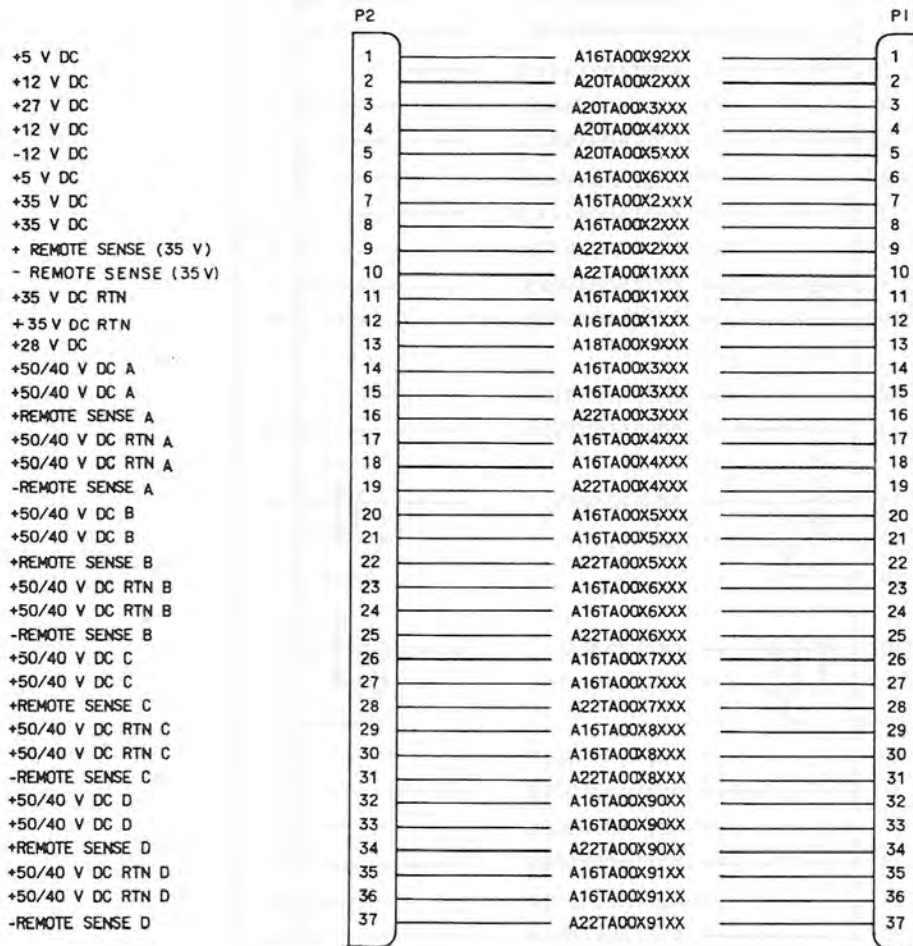 P2 P1
+5 V DC 1 A16TA00X92XX 1
+12 V DC 2 A20TA00X2XXX 2
+27 V DC 3 A20TA00X3XXX 3
+12 V DC 4 A20TA00X4XXX 4
-12 V DC 5 A20TA00X5XXX 5
+5 V DC 6 A16TA00X6XXX 6
+35 V DC 7 A16TA00X2XXX 7
+35 V DC 8 A16TA00X2XXX 8
+ REMOTE SENSE (35 V) 9 A22TA00X2XXX 9
- REMOTE SENSE (35 V) 10 A22TA00X1XXX 10
+35 V DC RTN 11 A16TA00X1XXX 11
+35 V DC RTN 12 A16TA00X1XXX 12
+28 V DC 13 A18TA00X9XXX 13
+50/40 V DC A 14 A16TA00X3XXX 14
+50/40 V DC A 15 A16TA00X3XXX 15
+REMOTE SENSE A 16 A22TA00X3XXX 16
+50/40 V DC RTN A 17 A16TA00X4XXX 17
+50/40 V DC RTN A 18 A16TA00X4XXX 18
-REMOTE SENSE A 19 A22TA00X4XXX 19
+50/40 V DC B 20 A16TA00X5XXX 20
+50/40 V DC B 21 A16TA00X5XXX 21
+REMOTE SENSE B 22 A22TA00X5XXX 22
+50/40 V DC RTN B 23 A16TA00X6XXX 23
+50/40 V DC RTN B 24 A16TA00X6XXX 24
-REMOTE SENSE B 25 A22TA00X6XXX 25
+50/40 V DC C 26 A16TA00X7XXX 26
+50/40 V DC C 27 A16TA00X7XXX 27
+REMOTE SENSE C 28 A22TA00X7XXX 28
+50/40 V DC RTN C 29 A16TA00X8XXX 29
+50/40 V DC RTN C 30 A16TA00X8XXX 30
-REMOTE SENSE C 31 A22TA00X8XXX 31
+50/40 V DC D 32 A16TA00X90XX 32
+50/40 V DC D 33 A16TA00X90XX 33
+REMOTE SENSE D 34 A22TA00X90XX 34
+50/40 V DC RTN D 35 A16TA00X91XX 35
+50/40 V DC RTN D 36 A16TA00X91XX 36
-REMOTE SENSE D 37 A22TA00X91XX 37